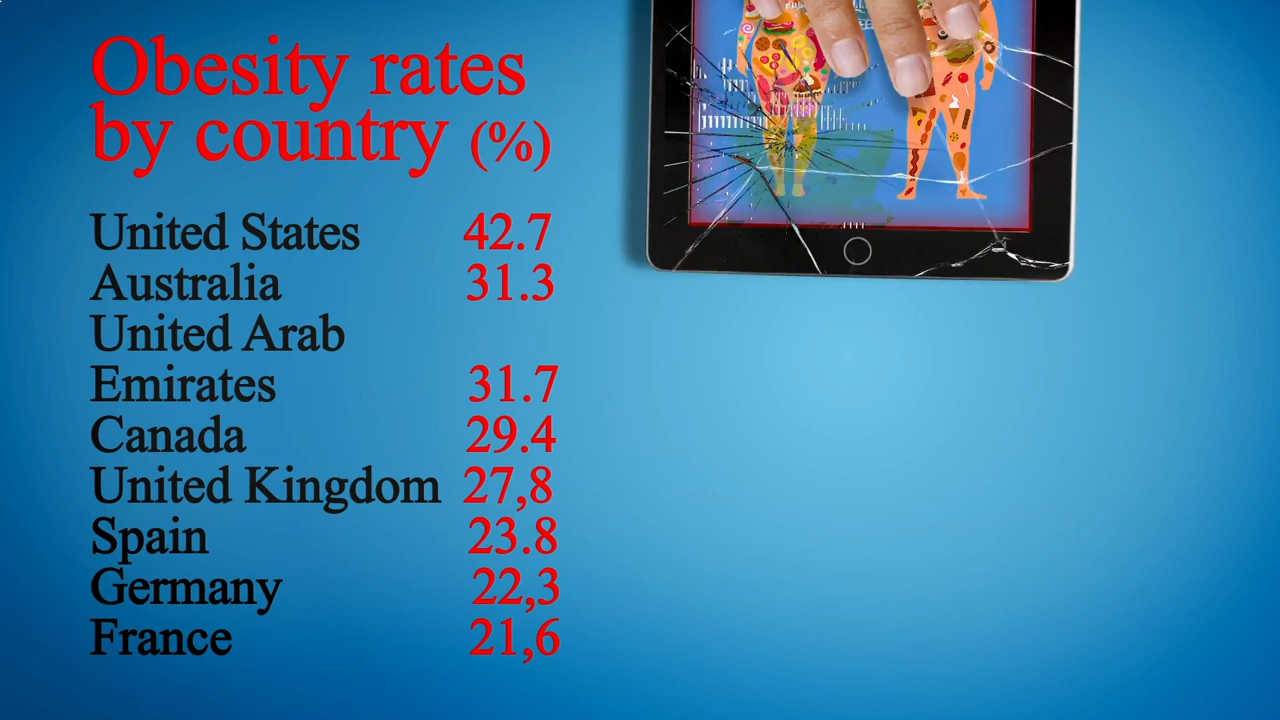 Obesity rates
by country (%)
United States 42.7
Australia 31.3
United Arab
Emirates 31.7
Canada 29.4
United Kingdom 27,8
Spain 23.8
Germany 22,3
France 21,6